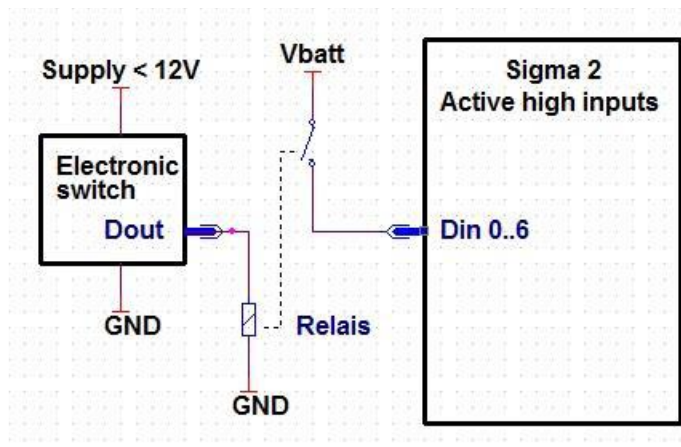 Supply < 12V
Electronic
switch
Dout
GND
Vbatt
Relais
GND
Sigma 2
Active high inputs
Din 0..6